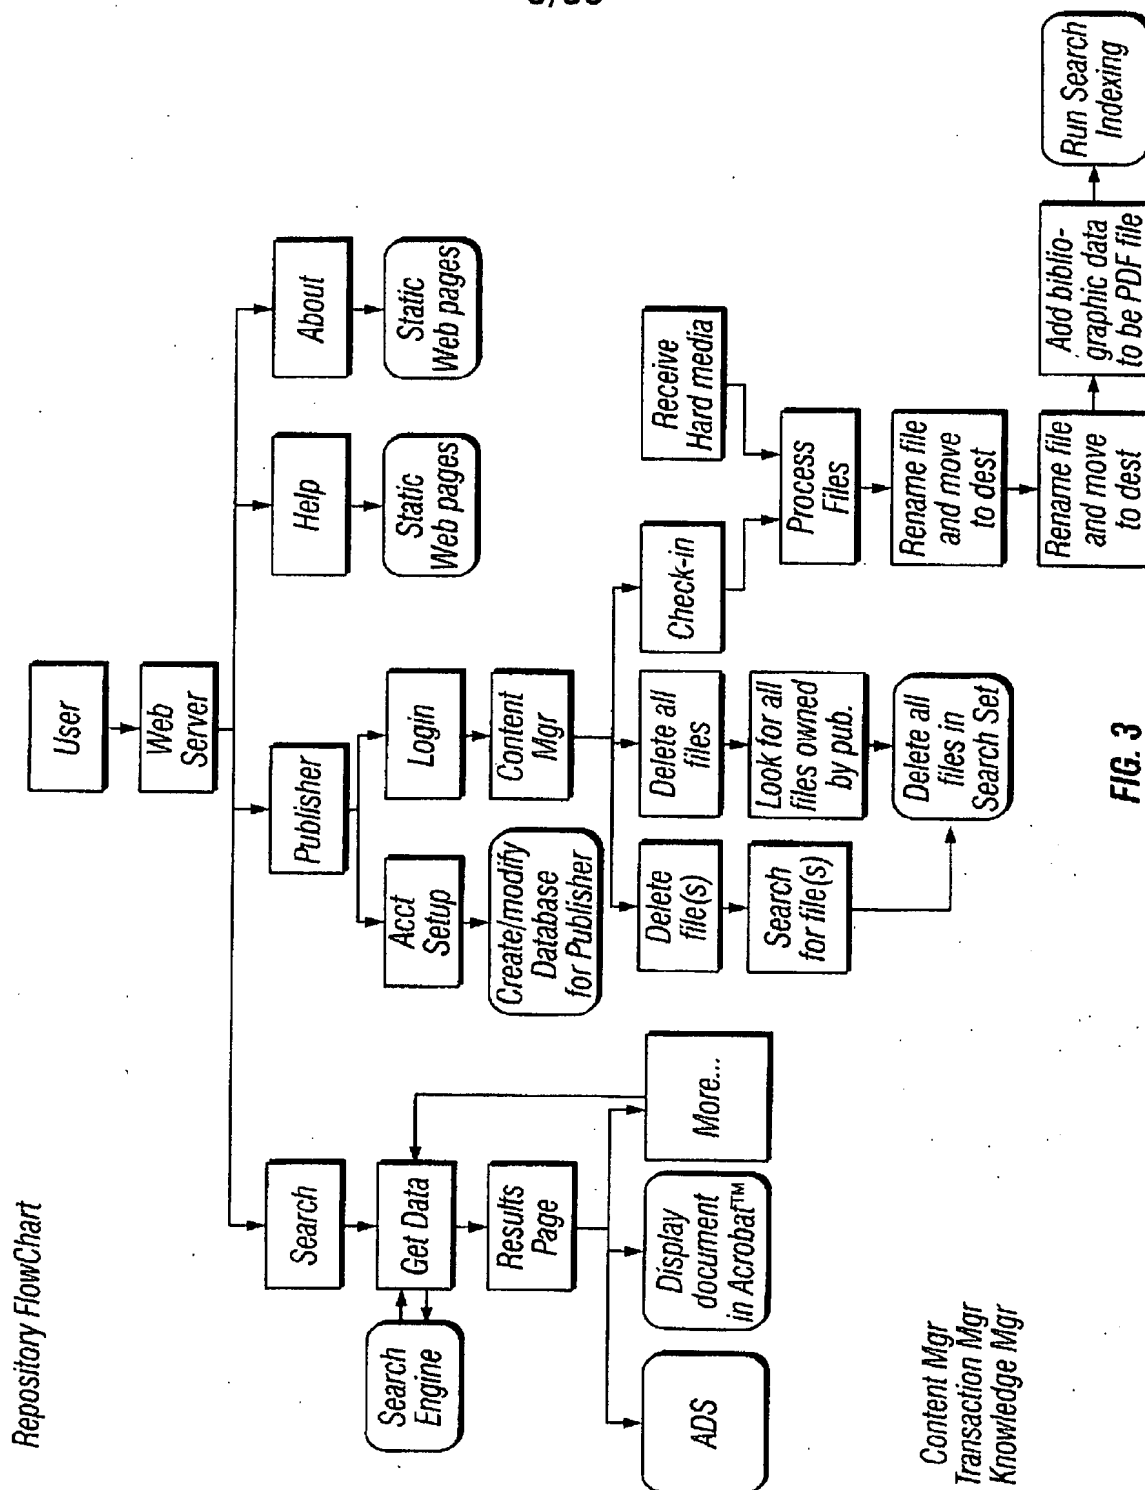 Repository FlowChart
User
Web
Server
Search
Publisher
Help
About
Search
Engine
Get Data
Acct
Setup
Login
Static
Web pages
Static
Web pages
Results
Page
Create/modify
Database
for Publisher
Content
Mgr
ADS
Display
document
in Acrobat™
More...
Delete
file(s)
Delete all
files
Check-in
Receive
Hard media
Search
for file(s)
Look for all
files owned
by pub.
Process
Files
Delete all
files in
Search Set
Rename file
and move
to dest
Rename file
and move
to dest
Add biblio-
graphic data
to be PDF file
Run Search
Indexing
Content Mgr
Transaction Mgr
Knowledge Mgr
FIG. 3